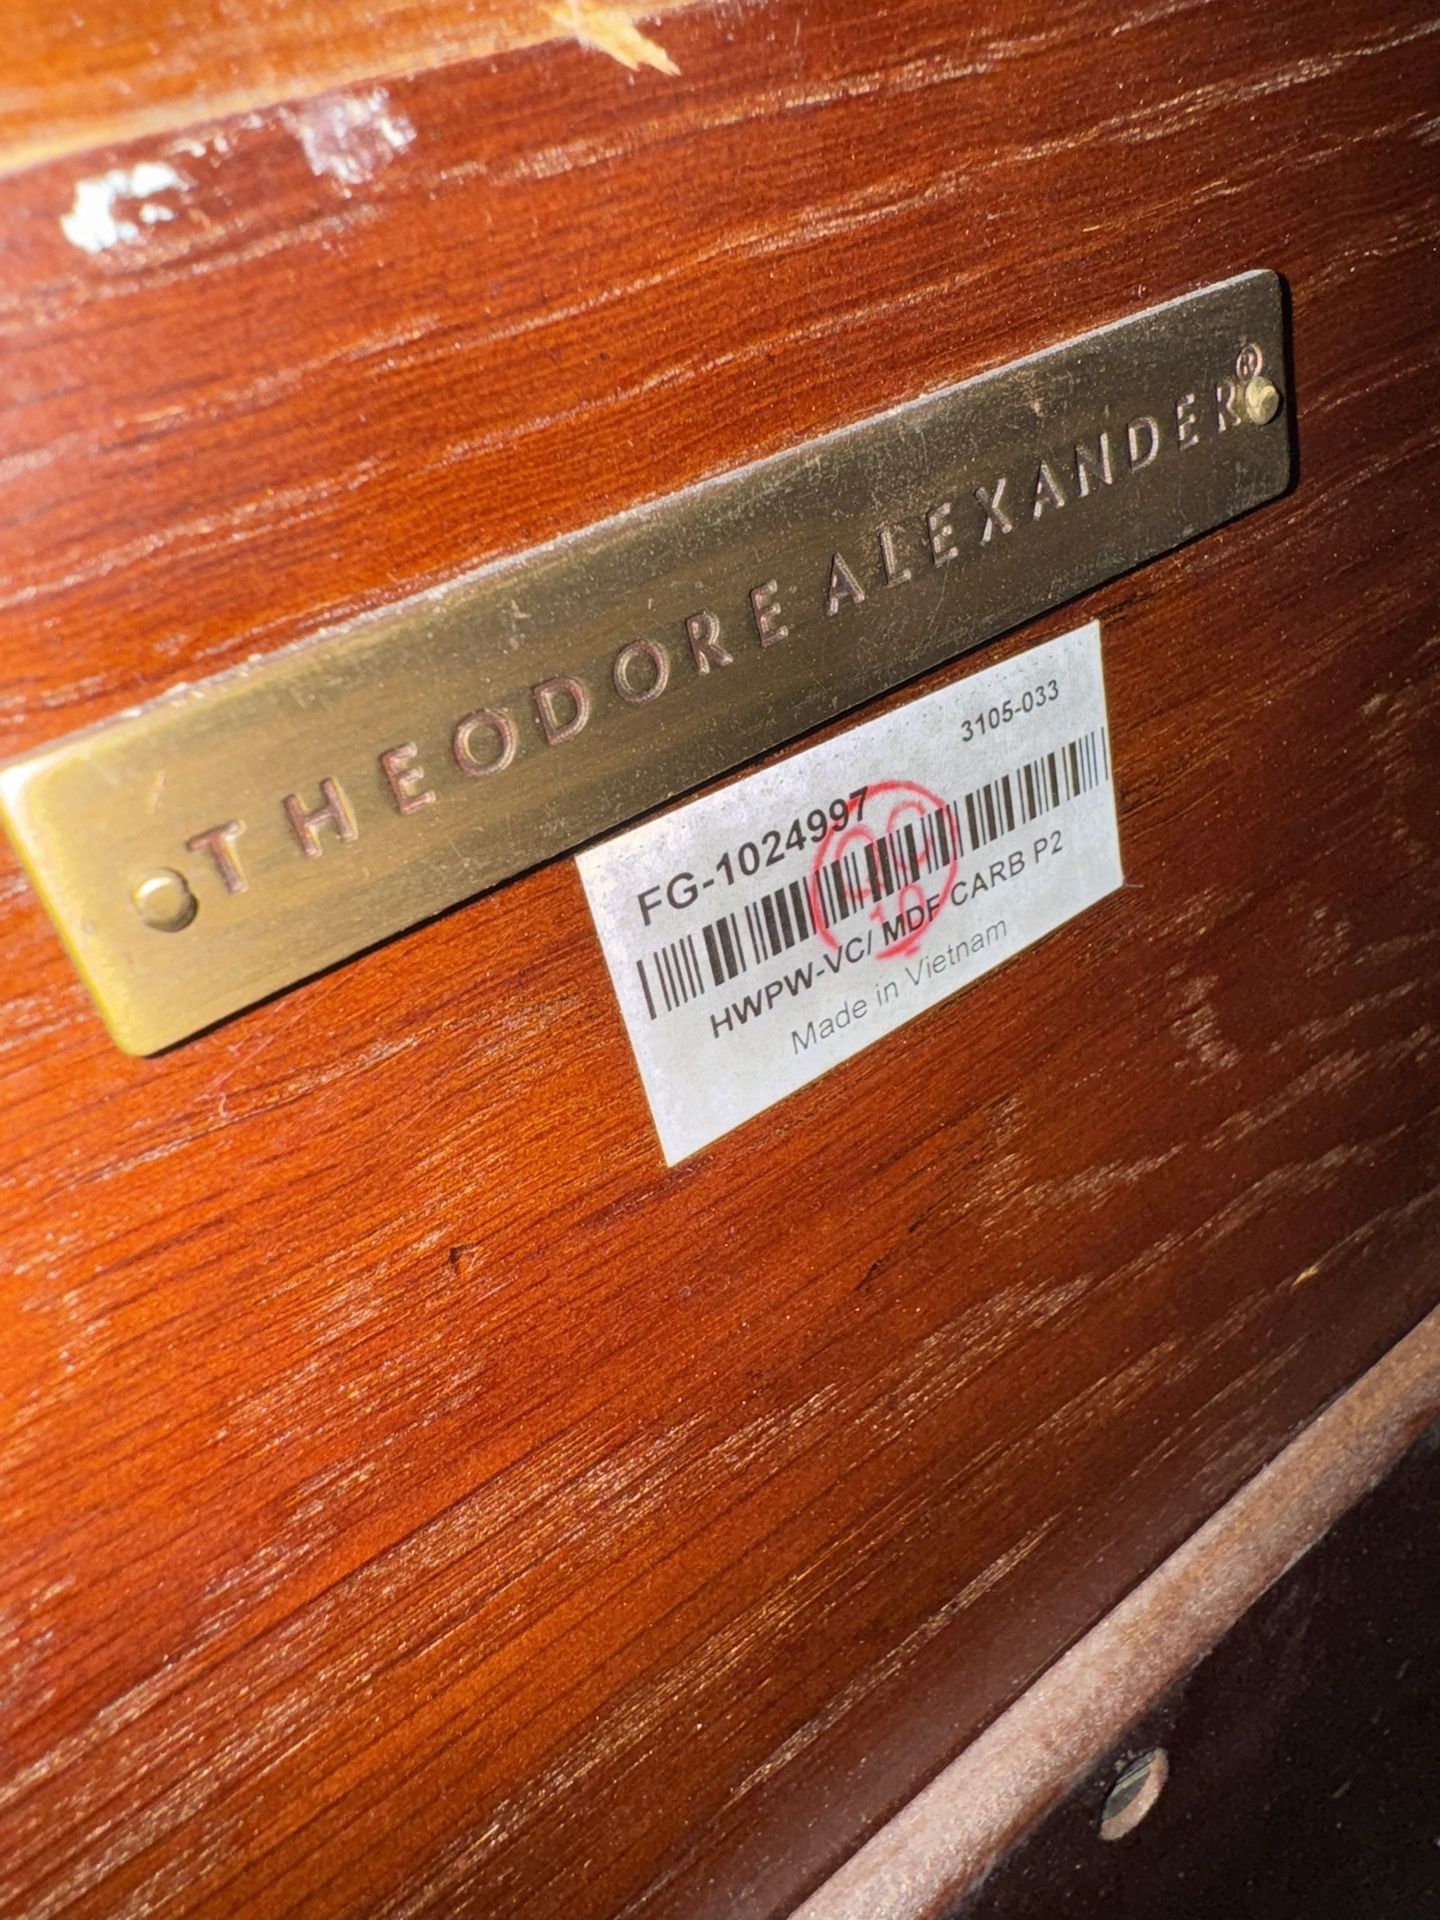 THEODORE ALEXANDER®
3105-033
FG-1024997
HWPW-VC/ MDF CARB P2
Made in Vietnam